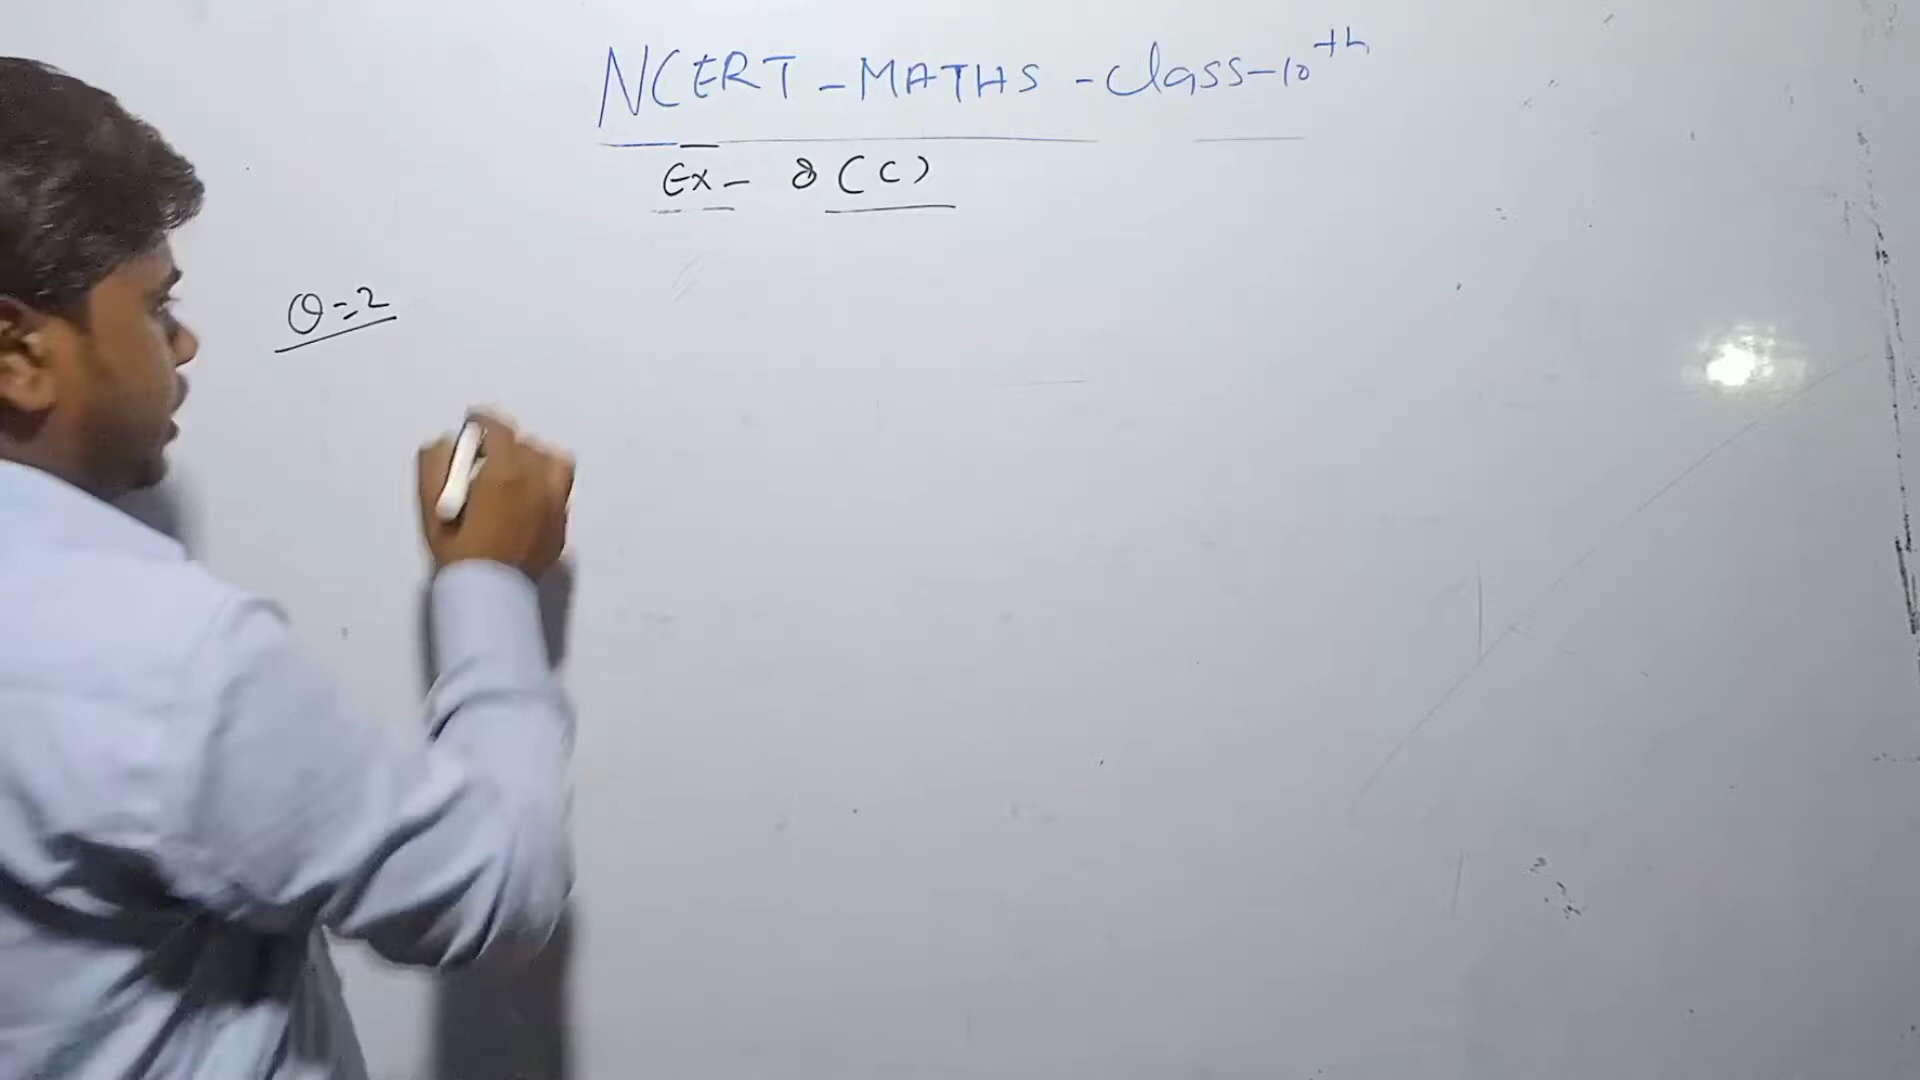 NCERT - MATHS - Class - 10th
Ex - 8 (C)
Q=2